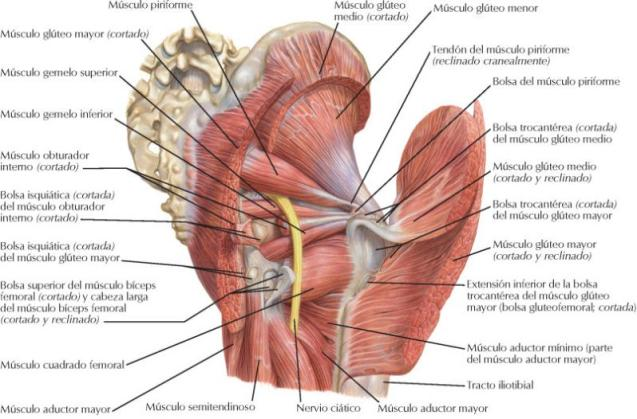 Músculo piriforme
Músculo glúteo mayor (cortado)
Músculo gemelo superior
Músculo gemelo inferior
Músculo obturador
interno (cortado)
Bolsa isquiática (cortada)
del músculo obturador
interno (cortado)
Bolsa isquiática (cortada)
del músculo glúteo mayor
Bolsa superior del músculo bíceps
femoral (cortado) y cabeza larga
del músculo bíceps femoral
(cortado y reclinado)
Músculo cuadrado femoral
Músculo aductor mayor
Músculo semitendinoso
Nervio ciático
Músculo aductor mayor
Músculo glúteo
medio (cortado)
Músculo glúteo menor
Tendón del músculo piriforme
(reclinado cranealmente)
Bolsa del músculo piriforme
Bolsa trocantérea (cortada)
del músculo glúteo medio
Músculo glúteo medio
(cortado y reclinado)
Bolsa trocantérea (cortada)
del músculo glúteo mayor
Músculo glúteo mayor
(cortado y reclinado)
Extensión inferior de la bolsa
trocantérea del músculo glúteo
mayor (bolsa gluteofemoral; cortada)
Músculo aductor mínimo (parte
del músculo aductor mayor)
Tracto iliotibial